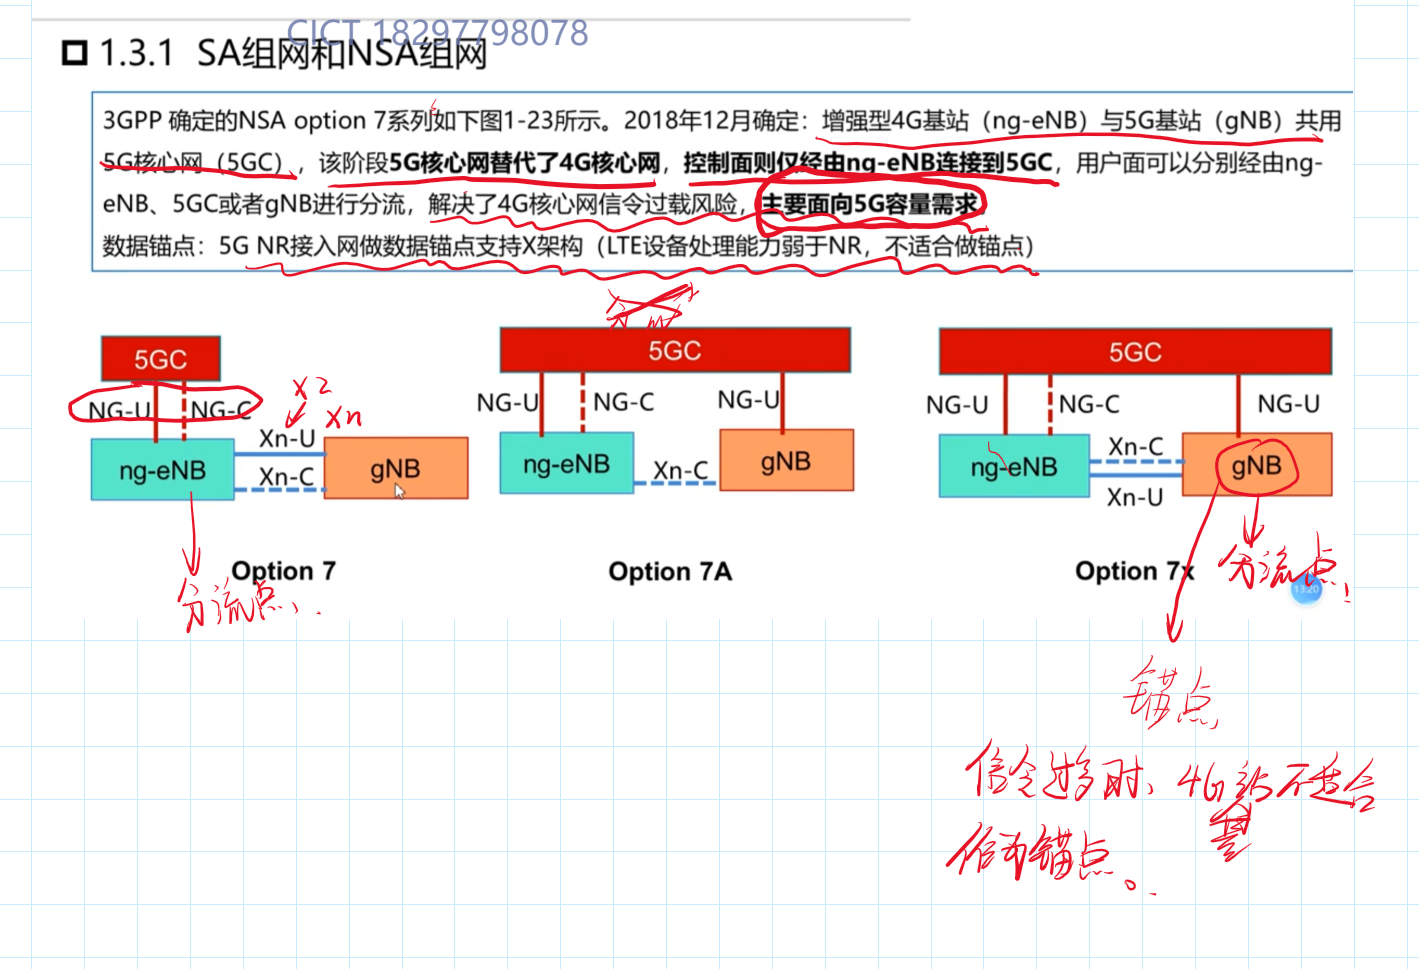 CICT 18297798078
1.3.1 SA组网和NSA组网
3GPP 确定的NSA option 7系列如下图1-23所示。2018年12月确定：增强型4G基站（ng-eNB）与5G基站（gNB）共用
5G核心网（5GC），该阶段5G核心网替代了4G核心网，控制面则仅经由ng-eNB连接到5GC，用户面可以分别经由ng-
eNB、5GC或者gNB进行分流，解决了4G核心网信令过载风险，主要面向5G容量需求。
数据锚点：5G NR接入网做数据锚点支持X架构（LTE设备处理能力弱于NR，不适合做锚点）
5GC
NG-U
NG-C
X2
Xn
Xn-U
Xn-C
ng-eNB
gNB
分流点、
Option 7
5GC
NG-U
NG-C
NG-U
ng-eNB
Xn-C
gNB
Option 7A
5GC
NG-U
NG-C
NG-U
ng-eNB
Xn-C
Xn-U
gNB
Option 7x
分流点！
13:20
锚点
信令过多时、4G站不适合
作为锚点。